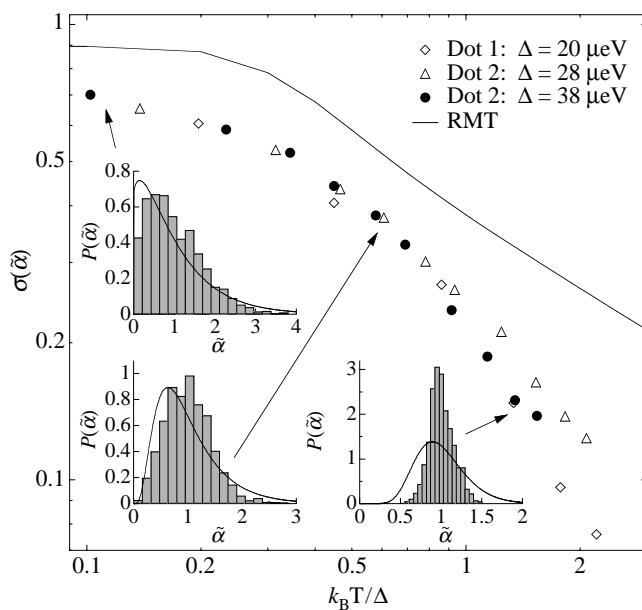 1
0.5
0.2
0.1
σ(α̃)
◇ Dot 1: Δ = 20 μeV
△ Dot 2: Δ = 28 μeV
● Dot 2: Δ = 38 μeV
— RMT
0.8
0.6
0.4
0.2
0
P(α̃)
0 1 2 3 4
α̃
1
0.8
0.6
0.4
0.2
0
P(α̃)
0 1 2 3
α̃
3
2
1
0
P(α̃)
0 0.5 1 1.5 2
α̃
0.1 0.2 0.5 1 2
k_BT/Δ